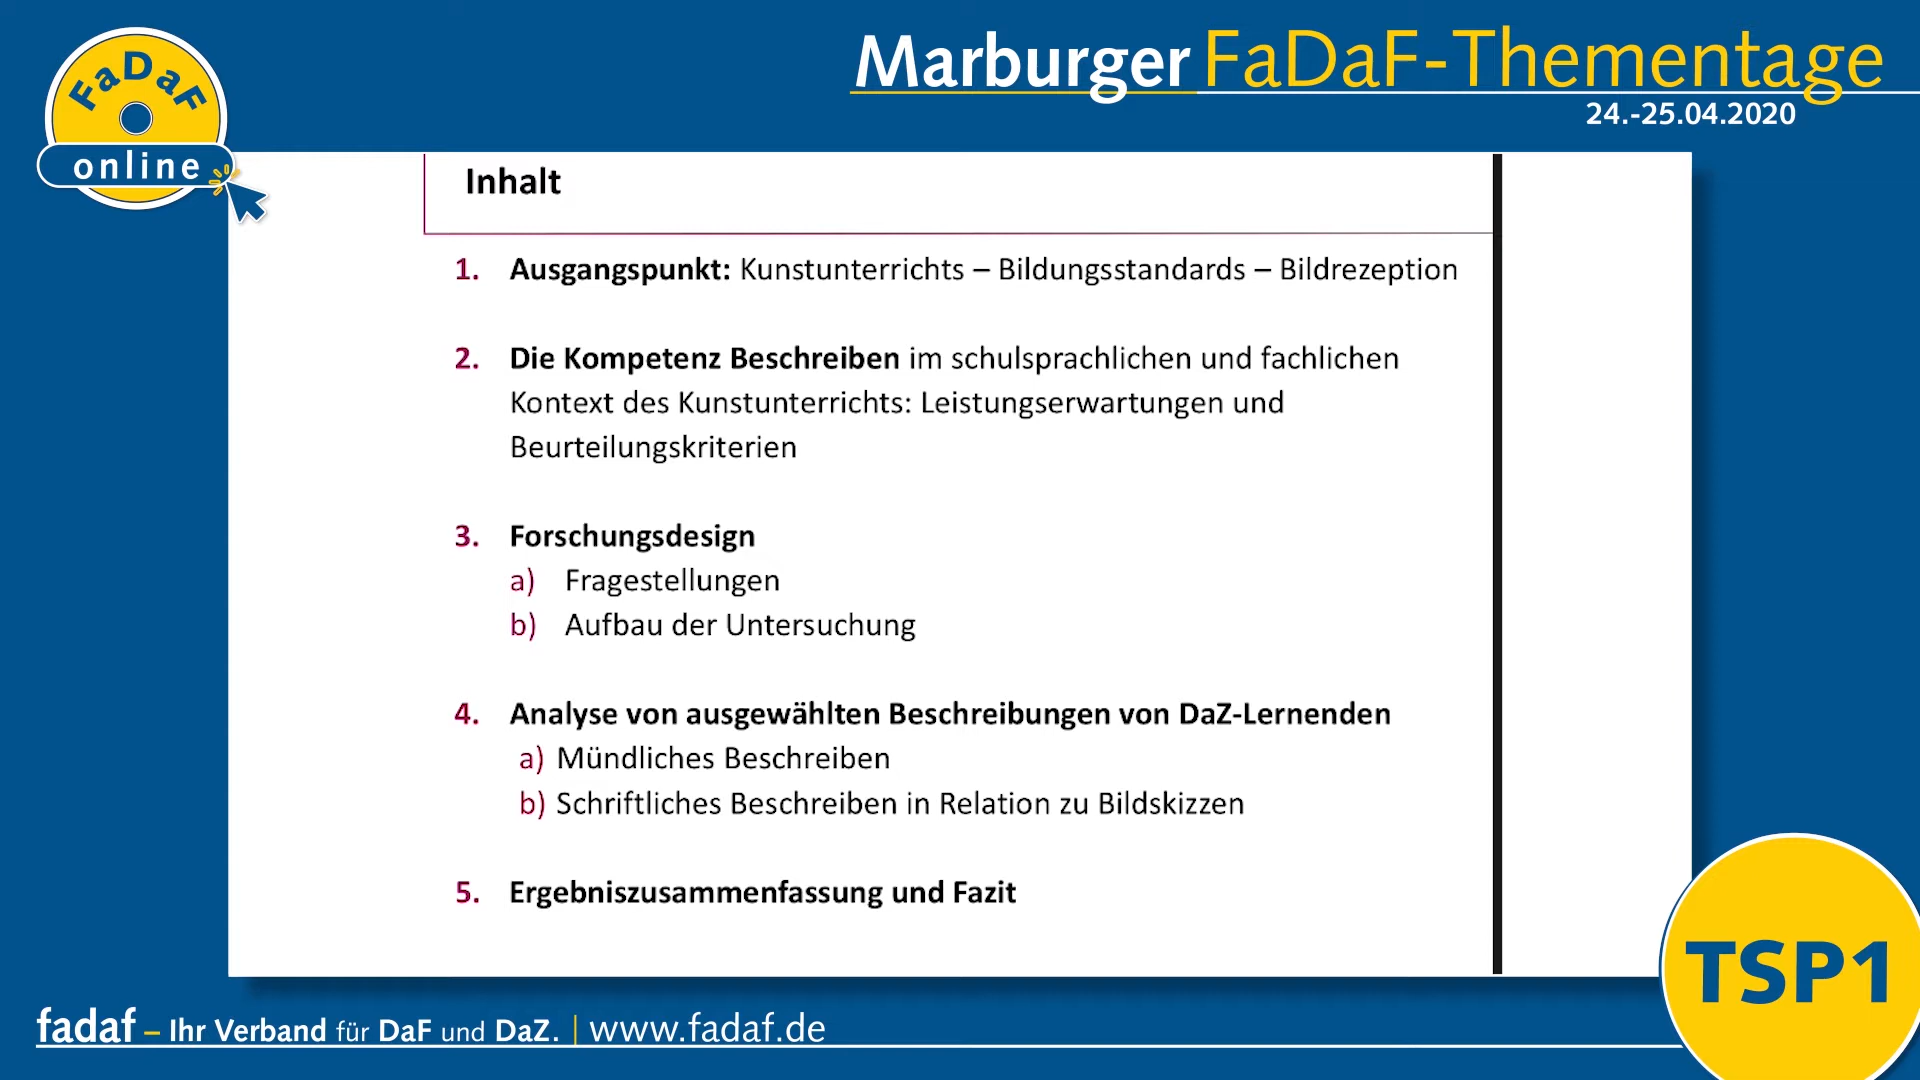 FaDaF
online
Marburger FaDaF-Thementage
24.-25.04.2020
Inhalt
1. Ausgangspunkt: Kunstunterrichts – Bildungsstandards – Bildrezeption
2. Die Kompetenz Beschreiben im schulsprachlichen und fachlichen
Kontext des Kunstunterrichts: Leistungserwartungen und
Beurteilungskriterien
3. Forschungsdesign
a) Fragestellungen
b) Aufbau der Untersuchung
4. Analyse von ausgewählten Beschreibungen von DaZ-Lernenden
a) Mündliches Beschreiben
b) Schriftliches Beschreiben in Relation zu Bildskizzen
5. Ergebniszusammenfassung und Fazit
TSP1
fadaf – Ihr Verband für DaF und DaZ. | www.fadaf.de